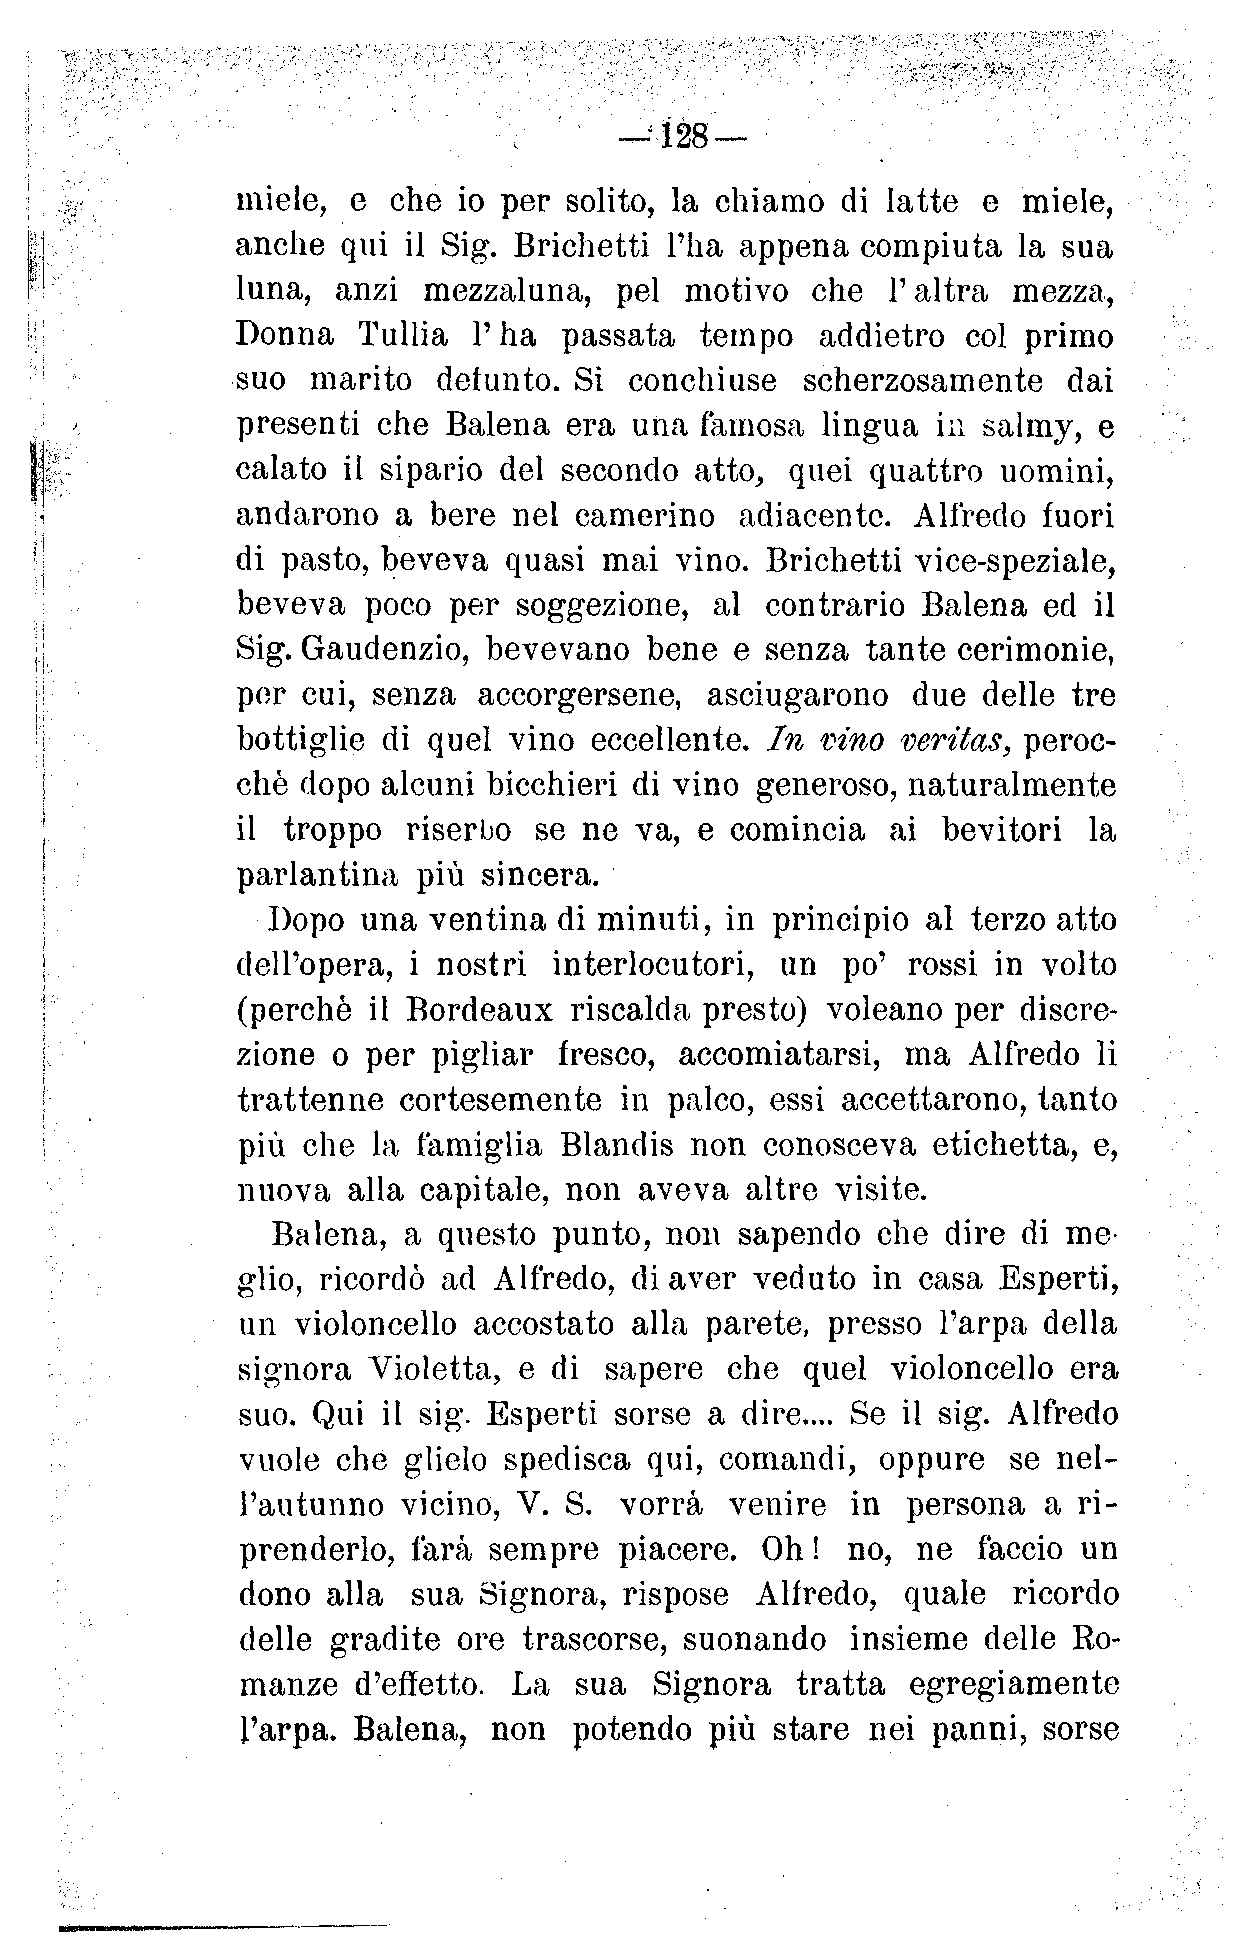 — 128 —
miele, e che io per solito, la chiamo di latte e miele,
anche qui il Sig. Brichetti l'ha appena compiuta la sua
luna, anzi mezzaluna, pel motivo che l'altra mezza,
Donna Tullia l'ha passata tempo addietro col primo
suo marito defunto. Si conchiuse scherzosamente dai
presenti che Balena era una famosa lingua in salmy, e
calato il sipario del secondo atto, quei quattro uomini,
andarono a bere nel camerino adiacente. Alfredo fuori
di pasto, beveva quasi mai vino. Brichetti vice-speziale,
beveva poco per soggezione, al contrario Balena ed il
Sig. Gaudenzio, bevevano bene e senza tante cerimonie,
per cui, senza accorgersene, asciugarono due delle tre
bottiglie di quel vino eccellente. In vino veritas, peroc-
chè dopo alcuni bicchieri di vino generoso, naturalmente
il troppo riserbo se ne va, e comincia ai bevitori la
parlantina più sincera.
Dopo una ventina di minuti, in principio al terzo atto
dell'opera, i nostri interlocutori, un po' rossi in volto
(perchè il Bordeaux riscalda presto) voleano per discre-
zione o per pigliar fresco, accomiatarsi, ma Alfredo li
trattenne cortesemente in palco, essi accettarono, tanto
più che la famiglia Blandis non conosceva etichetta, e,
nuova alla capitale, non aveva altre visite.
Balena, a questo punto, non sapendo che dire di me-
glio, ricordò ad Alfredo, di aver veduto in casa Esperti,
un violoncello accostato alla parete, presso l'arpa della
signora Violetta, e di sapere che quel violoncello era
suo. Qui il sig. Esperti sorse a dire.... Se il sig. Alfredo
vuole che glielo spedisca qui, comandi, oppure se nel-
l'autunno vicino, V. S. vorrà venire in persona a ri-
prenderlo, farà sempre piacere. Oh! no, ne faccio un
dono alla sua Signora, rispose Alfredo, quale ricordo
delle gradite ore trascorse, suonando insieme delle Ro-
manze d'effetto. La sua Signora tratta egregiamente
l'arpa. Balena, non potendo più stare nei panni, sorse